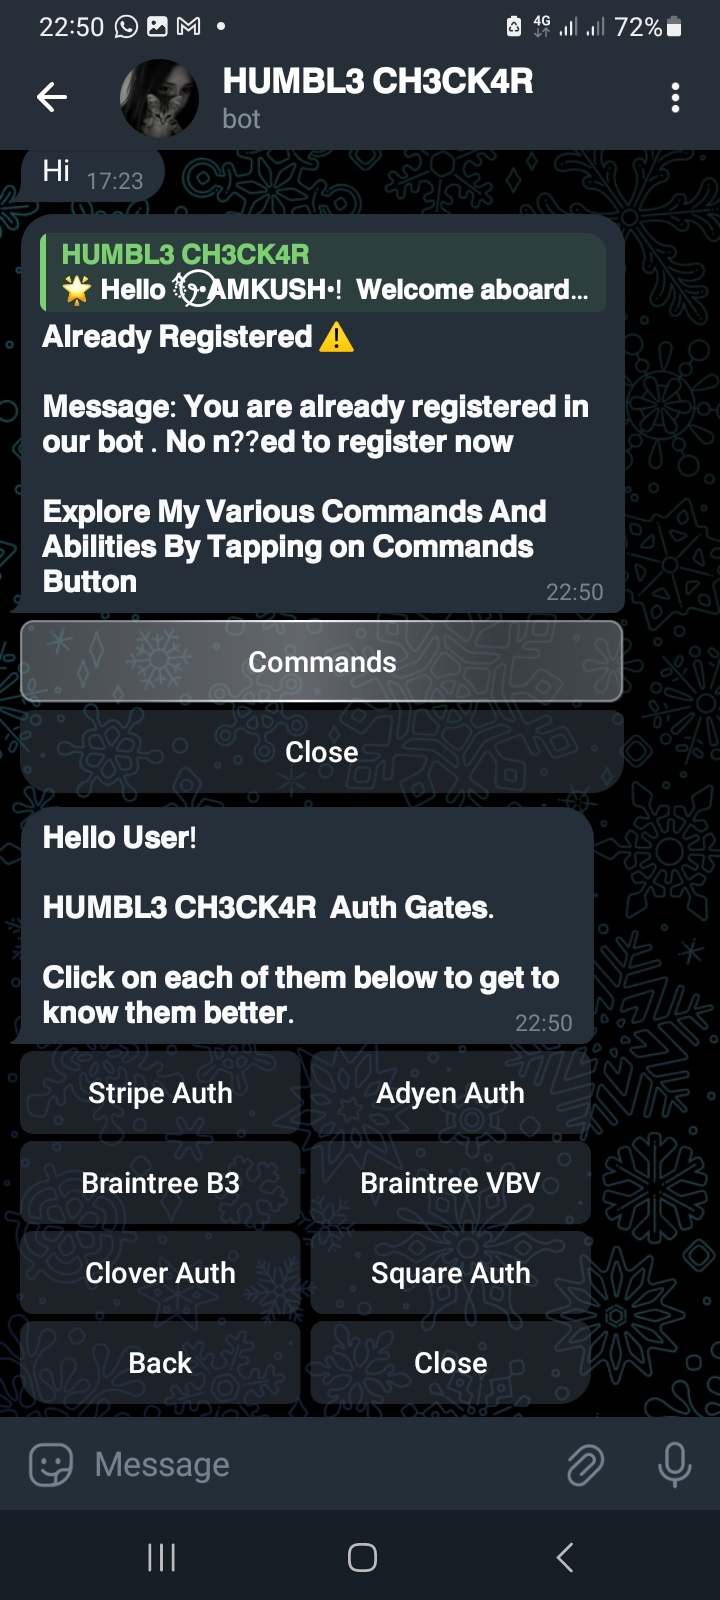 22:50 4G 72%
HUMBL3 CH3CK4R
bot
Hi 17:23
HUMBL3 CH3CK4R
🌟 Hello •AMKUSH•! Welcome aboard...
Already Registered ⚠️
Message: You are already registered in
our bot . No n??ed to register now
Explore My Various Commands And
Abilities By Tapping on Commands
Button 22:50
Commands
Close
Hello User!
HUMBL3 CH3CK4R Auth Gates.
Click on each of them below to get to
know them better. 22:50
Stripe Auth Adyen Auth
Braintree B3 Braintree VBV
Clover Auth Square Auth
Back Close
Message